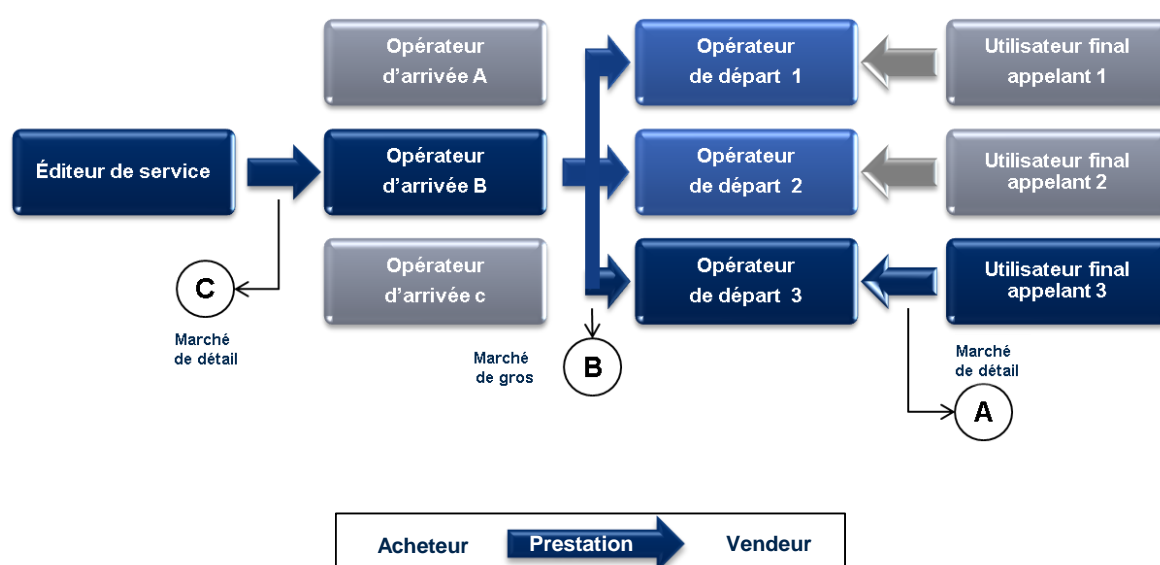 Opérateur
d'arrivée A
Opérateur
de départ 1
Utilisateur final
appelant 1
Éditeur de service
Opérateur
d'arrivée B
Opérateur
de départ 2
Utilisateur final
appelant 2
Opérateur
d'arrivée c
Opérateur
de départ 3
Utilisateur final
appelant 3
C
Marché
de détail
Marché
de gros
B
Marché
de détail
A
Acheteur
Prestation
Vendeur